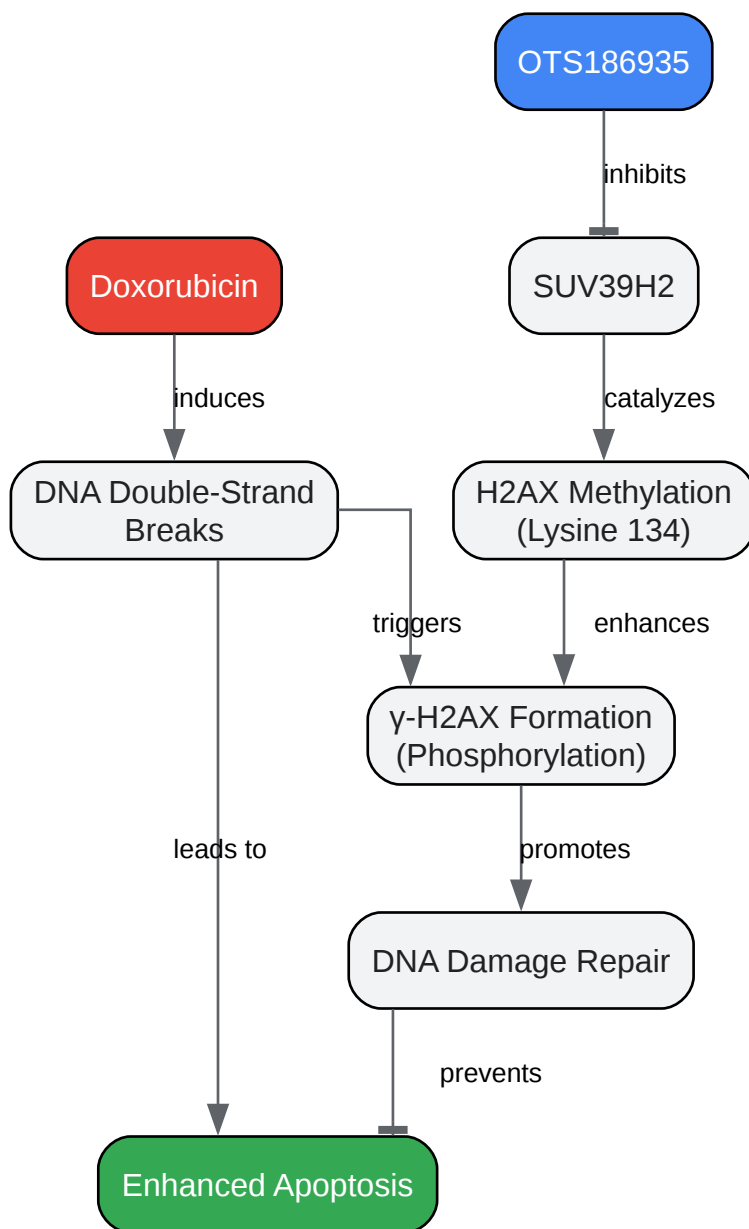 OTS186935
inhibits
Doxorubicin
SUV39H2
induces
catalyzes
DNA Double-Strand
Breaks
H2AX Methylation
(Lysine 134)
triggers
enhances
γ-H2AX Formation
(Phosphorylation)
leads to
promotes
DNA Damage Repair
prevents
Enhanced Apoptosis